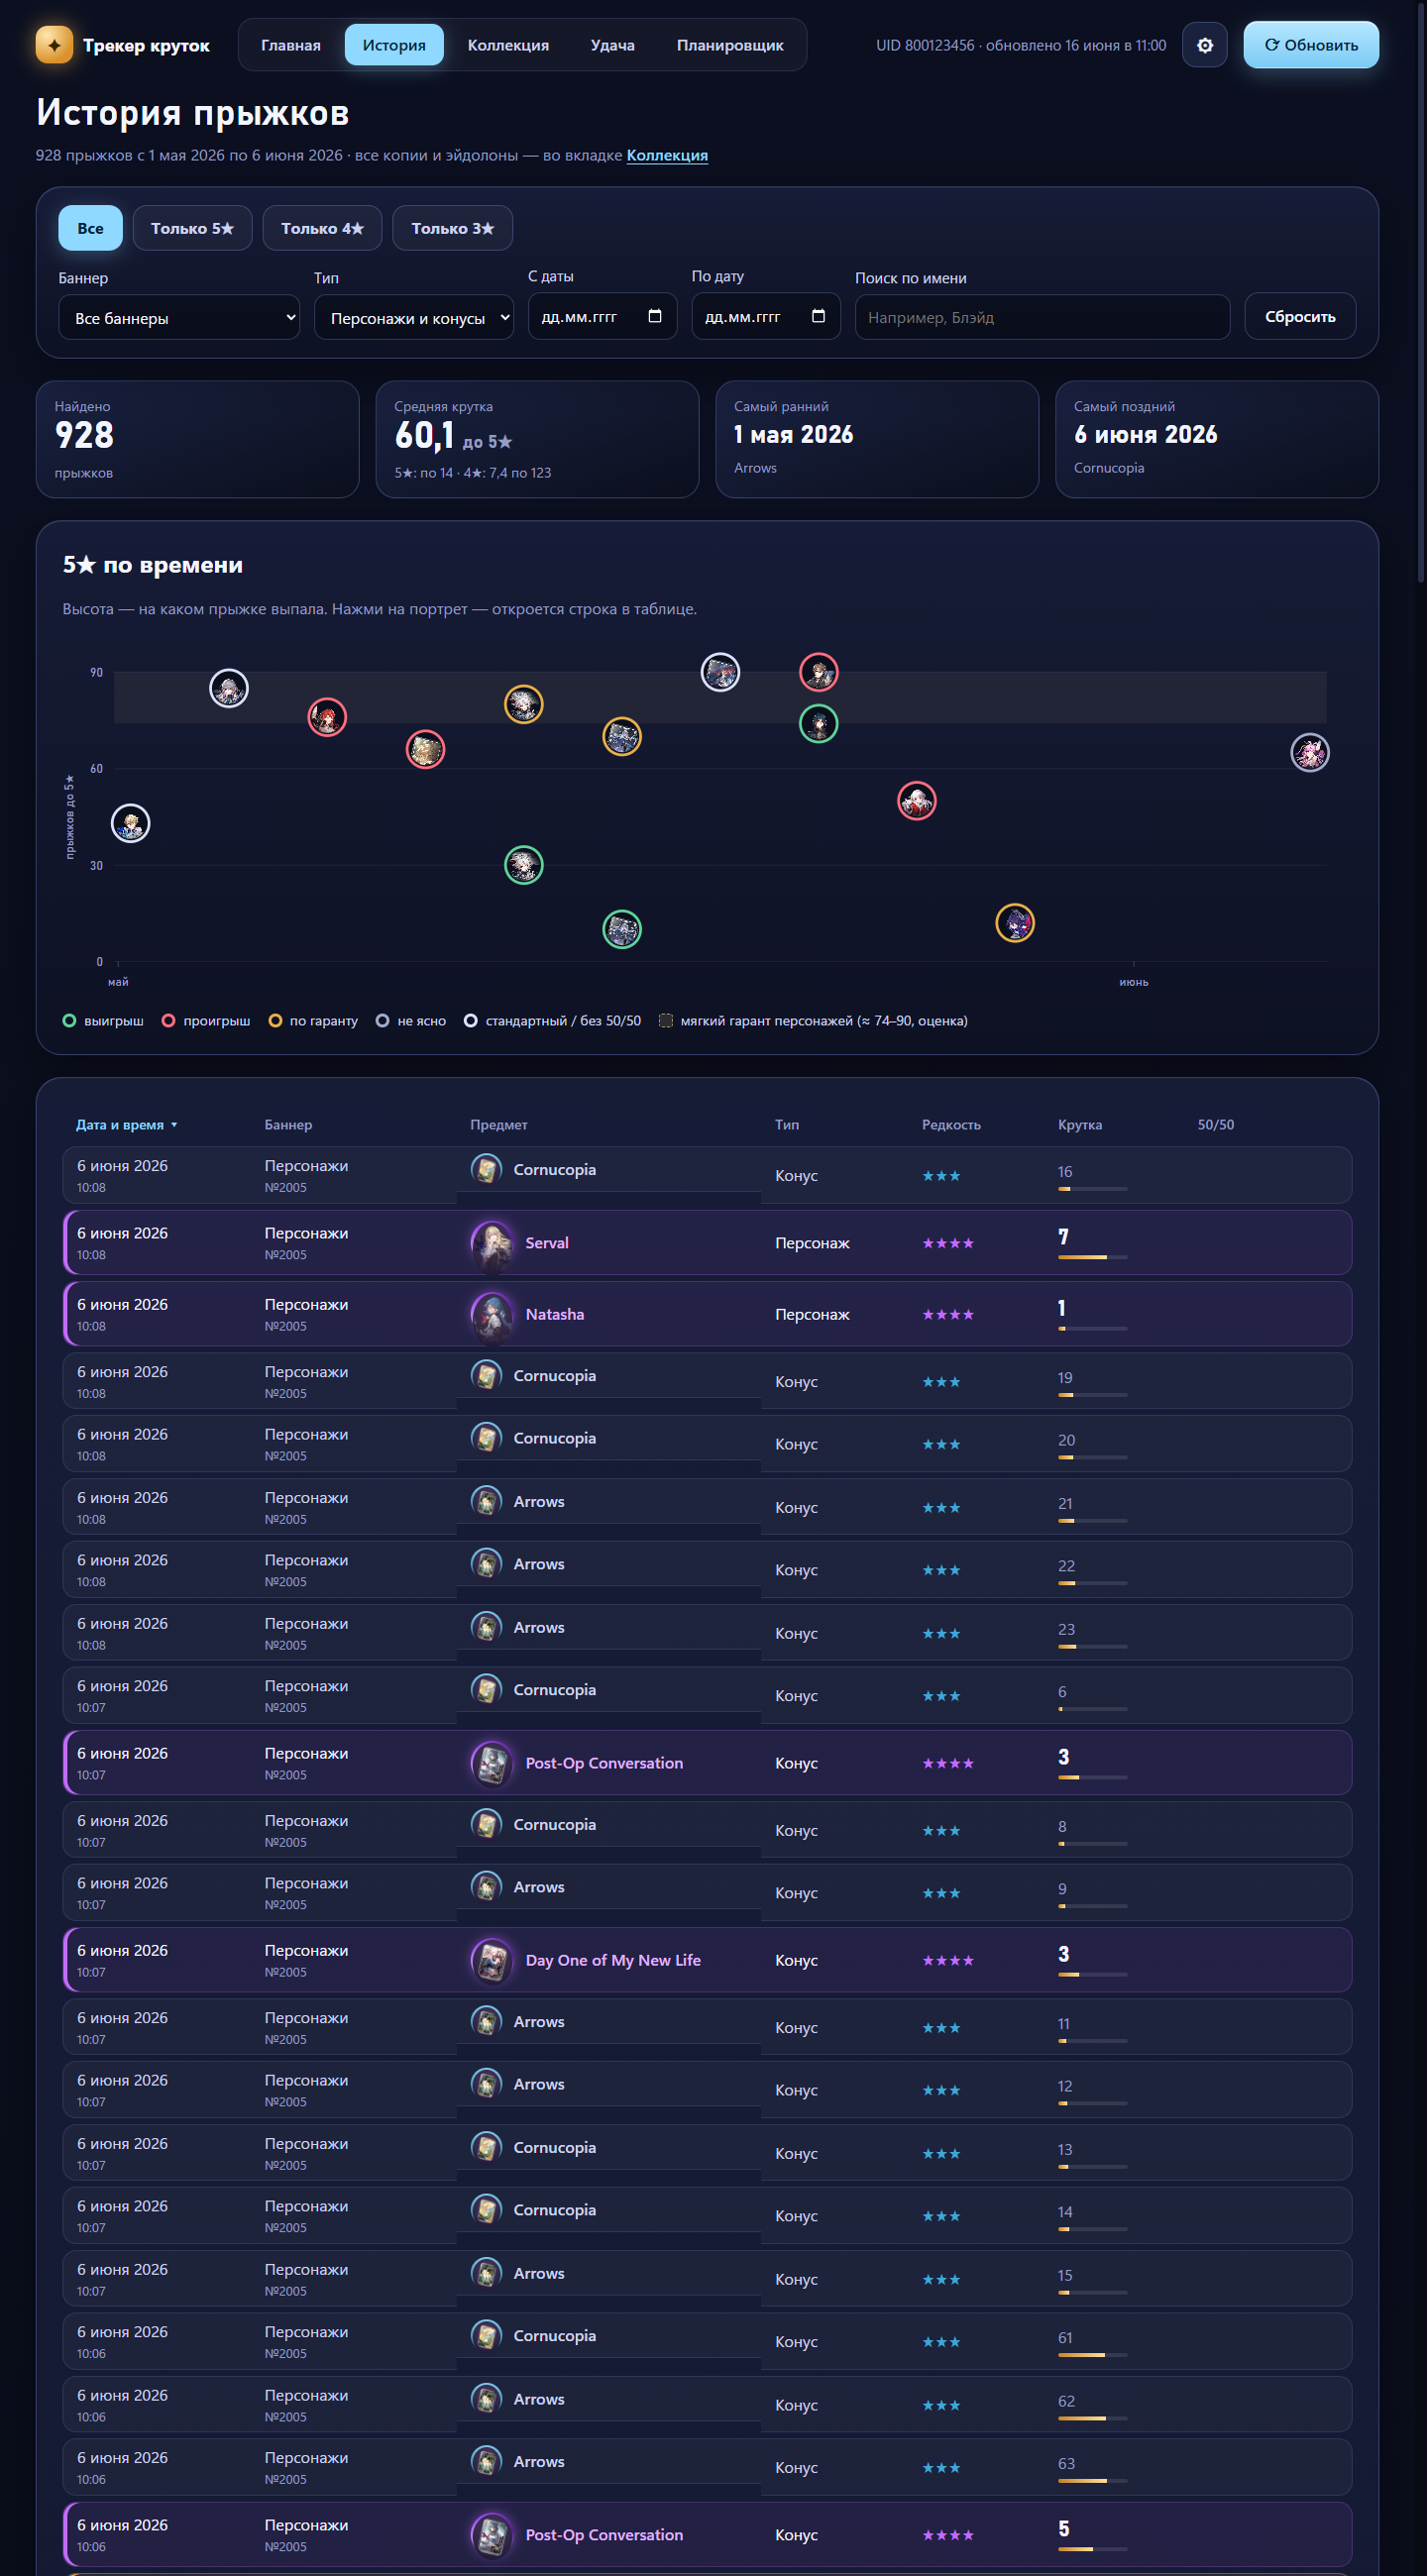 Трекер круток
Главная
История
Коллекция
Удача
Планировщик
UID 800123456 · обновлено 16 июня в 11:00
Обновить
История прыжков
928 прыжков с 1 мая 2026 по 6 июня 2026 · все копии и эйдолоны — во вкладке Коллекция
Все
Только 5★
Только 4★
Только 3★
Баннер
Тип
С даты
По дату
Поиск по имени
Все баннеры
Персонажи и конусы
дд.мм.гггг
дд.мм.гггг
Например, Блэйд
Сбросить
Найдено
928
прыжков
Средняя крутка
60,1 до 5★
5★: по 14 · 4★: 7,4 по 123
Самый ранний
1 мая 2026
Arrows
Самый поздний
6 июня 2026
Cornucopia
5★ по времени
Высота — на каком прыжке выпала. Нажми на портрет — откроется строка в таблице.
прыжков до 5★
90
60
30
0
май
июнь
выигрыш
проигрыш
по гаранту
не ясно
стандартный / без 50/50
мягкий гарант персонажей (≈ 74–90, оценка)
Дата и время ▼ Баннер Предмет Тип Редкость Крутка 50/50
6 июня 2026 Персонажи Cornucopia Конус ★★★ 16
10:08 №2005
6 июня 2026 Персонажи Serval Персонаж ★★★★ 7
10:08 №2005
6 июня 2026 Персонажи Natasha Персонаж ★★★★ 1
10:08 №2005
6 июня 2026 Персонажи Cornucopia Конус ★★★ 19
10:08 №2005
6 июня 2026 Персонажи Cornucopia Конус ★★★ 20
10:08 №2005
6 июня 2026 Персонажи Arrows Конус ★★★ 21
10:08 №2005
6 июня 2026 Персонажи Arrows Конус ★★★ 22
10:08 №2005
6 июня 2026 Персонажи Arrows Конус ★★★ 23
10:08 №2005
6 июня 2026 Персонажи Cornucopia Конус ★★★ 6
10:07 №2005
6 июня 2026 Персонажи Post-Op Conversation Конус ★★★★ 3
10:07 №2005
6 июня 2026 Персонажи Cornucopia Конус ★★★ 8
10:07 №2005
6 июня 2026 Персонажи Arrows Конус ★★★ 9
10:07 №2005
6 июня 2026 Персонажи Day One of My New Life Конус ★★★★ 3
10:07 №2005
6 июня 2026 Персонажи Arrows Конус ★★★ 11
10:07 №2005
6 июня 2026 Персонажи Arrows Конус ★★★ 12
10:07 №2005
6 июня 2026 Персонажи Cornucopia Конус ★★★ 13
10:07 №2005
6 июня 2026 Персонажи Cornucopia Конус ★★★ 14
10:07 №2005
6 июня 2026 Персонажи Arrows Конус ★★★ 15
10:07 №2005
6 июня 2026 Персонажи Cornucopia Конус ★★★ 61
10:06 №2005
6 июня 2026 Персонажи Arrows Конус ★★★ 62
10:06 №2005
6 июня 2026 Персонажи Arrows Конус ★★★ 63
10:06 №2005
6 июня 2026 Персонажи Post-Op Conversation Конус ★★★★ 5
10:06 №2005